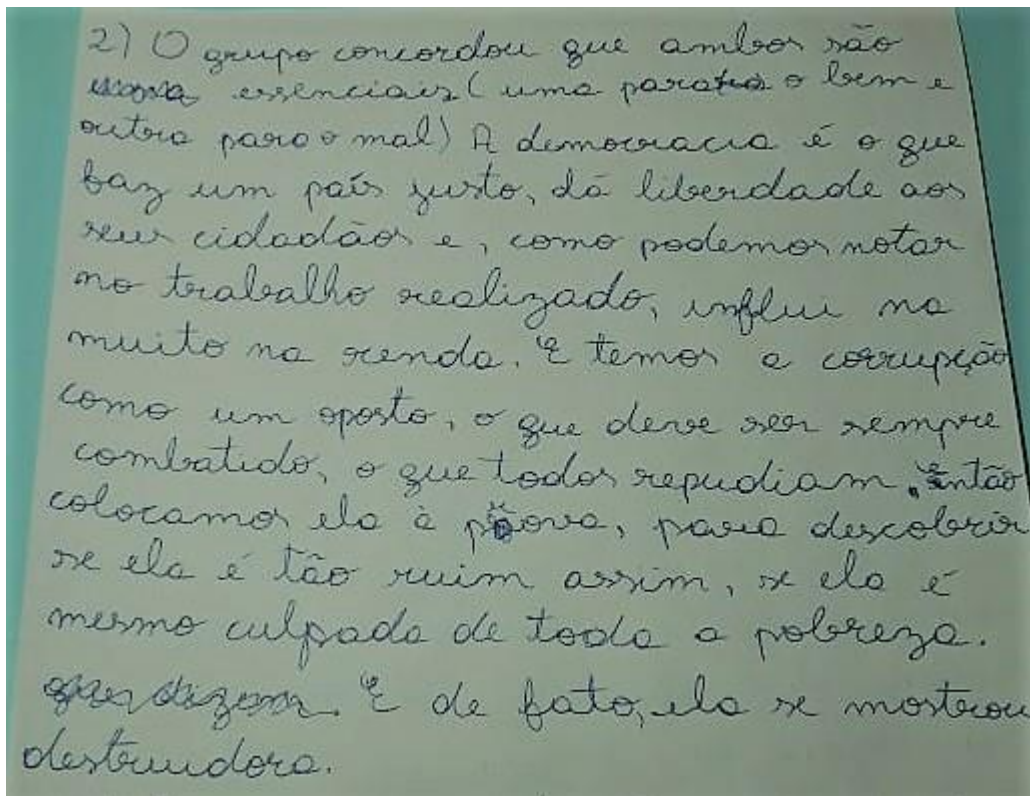 2) O grupo concordou que ambos são
essenciais (uma para o bem e
outra para o mal) A democracia é o que
faz um país justo, dá liberdade aos
seus cidadãos e, como podemos notar
no trabalho realizado, influi na
muito na renda. E temos a corrupção
como um oposto, o que deve ser sempre
combatido, o que todos repudiam. Então
colocamos ela à prova, para descobrir
se ela é tão ruim assim, se ela é
mesmo culpada de toda a pobreza.
que dizem. E de fato, ela se mostrou
destruidora.